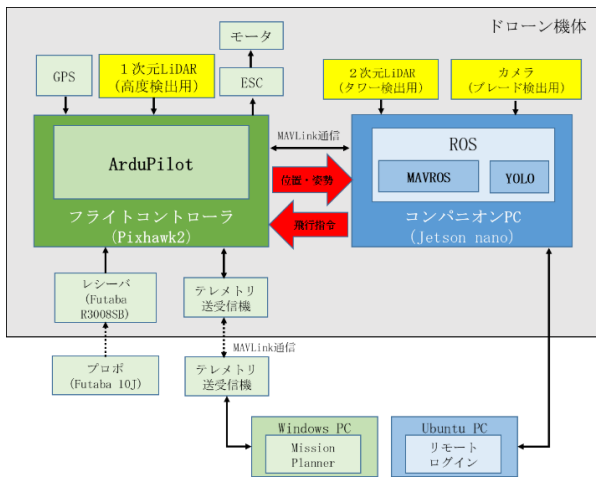 ドローン機体
モータ
GPS
1次元LiDAR
(高度検出用)
ESC
2次元LiDAR
(タワー検出用)
カメラ
(ブレード検出用)
MAVLink通信
ArduPilot
フライトコントローラ
(Pixhawk2)
位置・姿勢
飛行指令
ROS
MAVROS
YOLO
コンパニオンPC
(Jetson nano)
レシーバ
(Futaba
R3008SB)
テレメトリ
送受信機
MAVLink通信
プロポ
(Futaba 10J)
テレメトリ
送受信機
Windows PC
Mission
Planner
Ubuntu PC
リモート
ログイン